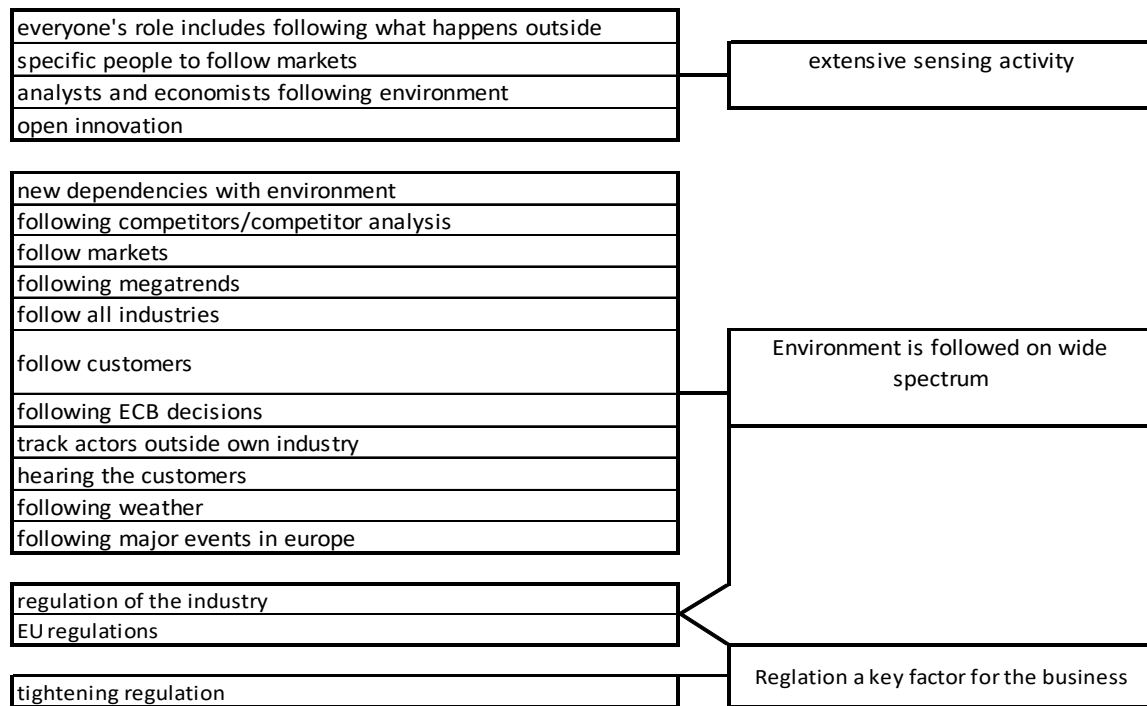 everyone's role includes following what happens outside
specific people to follow markets
analysts and economists following environment
open innovation
extensive sensing activity
new dependencies with environment
following competitors/competitor analysis
follow markets
following megatrends
follow all industries
follow customers
following ECB decisions
track actors outside own industry
hearing the customers
following weather
following major events in europe
Environment is followed on wide
spectrum
regulation of the industry
EU regulations
tightening regulation
Reglation a key factor for the business